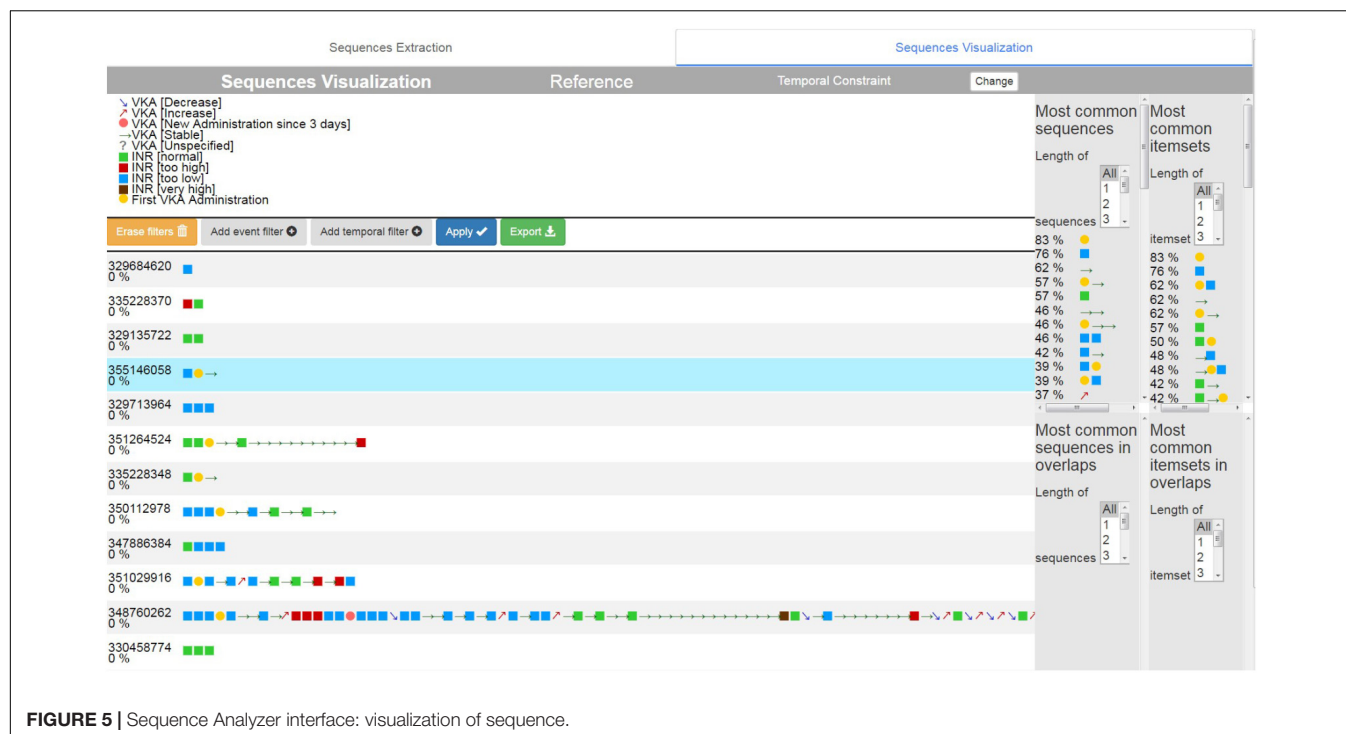 Sequences Extraction
Sequences Visualization
Sequences Visualization Reference Temporal Constraint Change
VKA [Decrease]
VKA [Increase]
VKA [New Administration since 3 days]
VKA [Stable]
? VKA [Unspecified]
INR [normal]
INR [too high]
INR [too low]
INR [very high]
First VKA Administration
Erase filters Add event filter Add temporal filter Apply Export
329684620
0 %
335228370
0 %
329135722
0 %
355146058
0 %
329713964
0 %
351264524
0 %
335228348
0 %
350112978
0 %
347886384
0 %
351029916
0 %
348760262
0 %
330458774
0 %
Most common
sequences
Length of
All
1
2
sequences 3
83 %
76 %
62 %
57 %
57 %
46 %
46 %
46 %
42 %
39 %
39 %
37 %
Most
common
itemsets
Length of
All
1
2
itemset 3
83 %
76 %
62 %
62 %
62 %
57 %
50 %
48 %
48 %
42 %
42 %
Most common
sequences in
overlaps
Length of
All
1
2
sequences 3
Most
common
itemsets in
overlaps
Length of
All
1
2
itemset 3
FIGURE 5 | Sequence Analyzer interface: visualization of sequence.